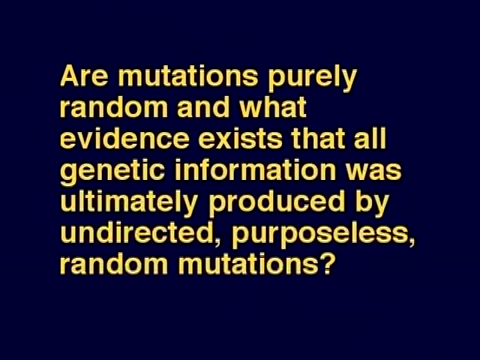 Are mutations purely
random and what
evidence exists that all
genetic information was
ultimately produced by
undirected, purposeless,
random mutations?